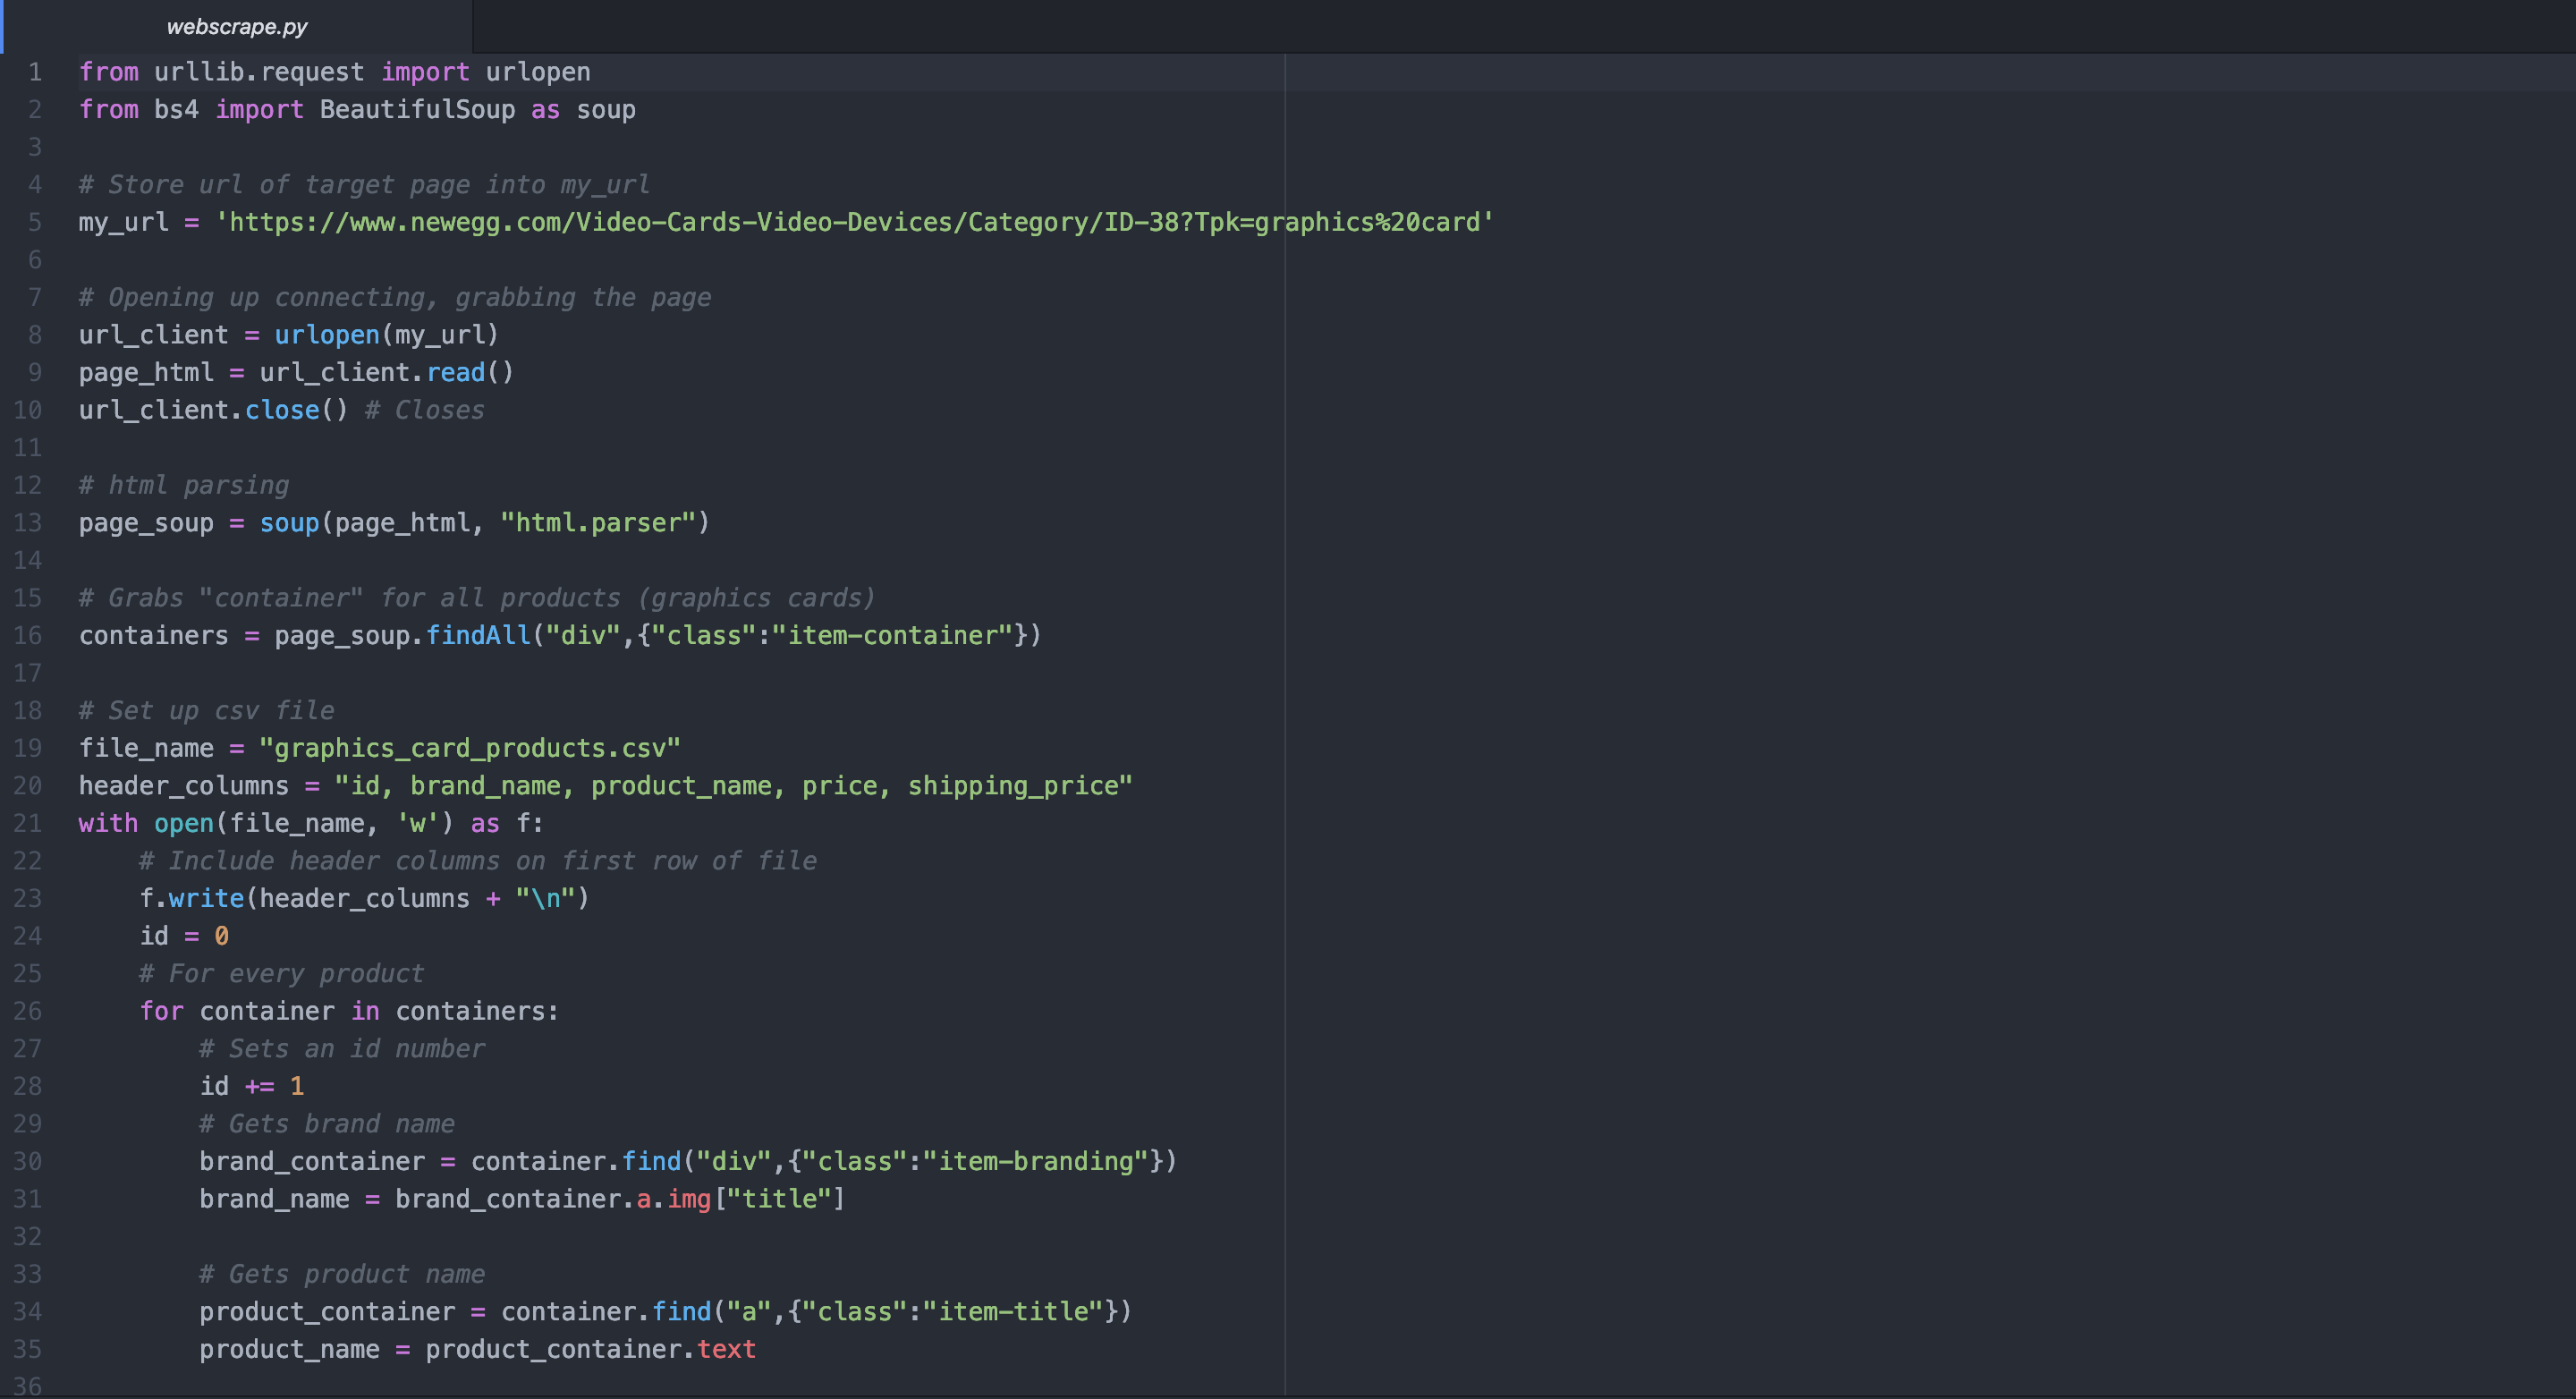 webscrape.py
1 from urllib.request import urlopen
2 from bs4 import BeautifulSoup as soup
3
4 # Store url of target page into my_url
5 my_url = 'https://www.newegg.com/Video-Cards-Video-Devices/Category/ID-38?Tpk=graphics%20card'
6
7 # Opening up connecting, grabbing the page
8 url_client = urlopen(my_url)
9 page_html = url_client.read()
10 url_client.close() # Closes
11
12 # html parsing
13 page_soup = soup(page_html, "html.parser")
14
15 # Grabs "container" for all products (graphics cards)
16 containers = page_soup.findAll("div",{"class":"item-container"})
17
18 # Set up csv file
19 file_name = "graphics_card_products.csv"
20 header_columns = "id, brand_name, product_name, price, shipping_price"
21 with open(file_name, 'w') as f:
22     # Include header columns on first row of file
23     f.write(header_columns + "\n")
24     id = 0
25     # For every product
26     for container in containers:
27         # Sets an id number
28         id += 1
29         # Gets brand name
30         brand_container = container.find("div",{"class":"item-branding"})
31         brand_name = brand_container.a.img["title"]
32
33         # Gets product name
34         product_container = container.find("a",{"class":"item-title"})
35         product_name = product_container.text
36